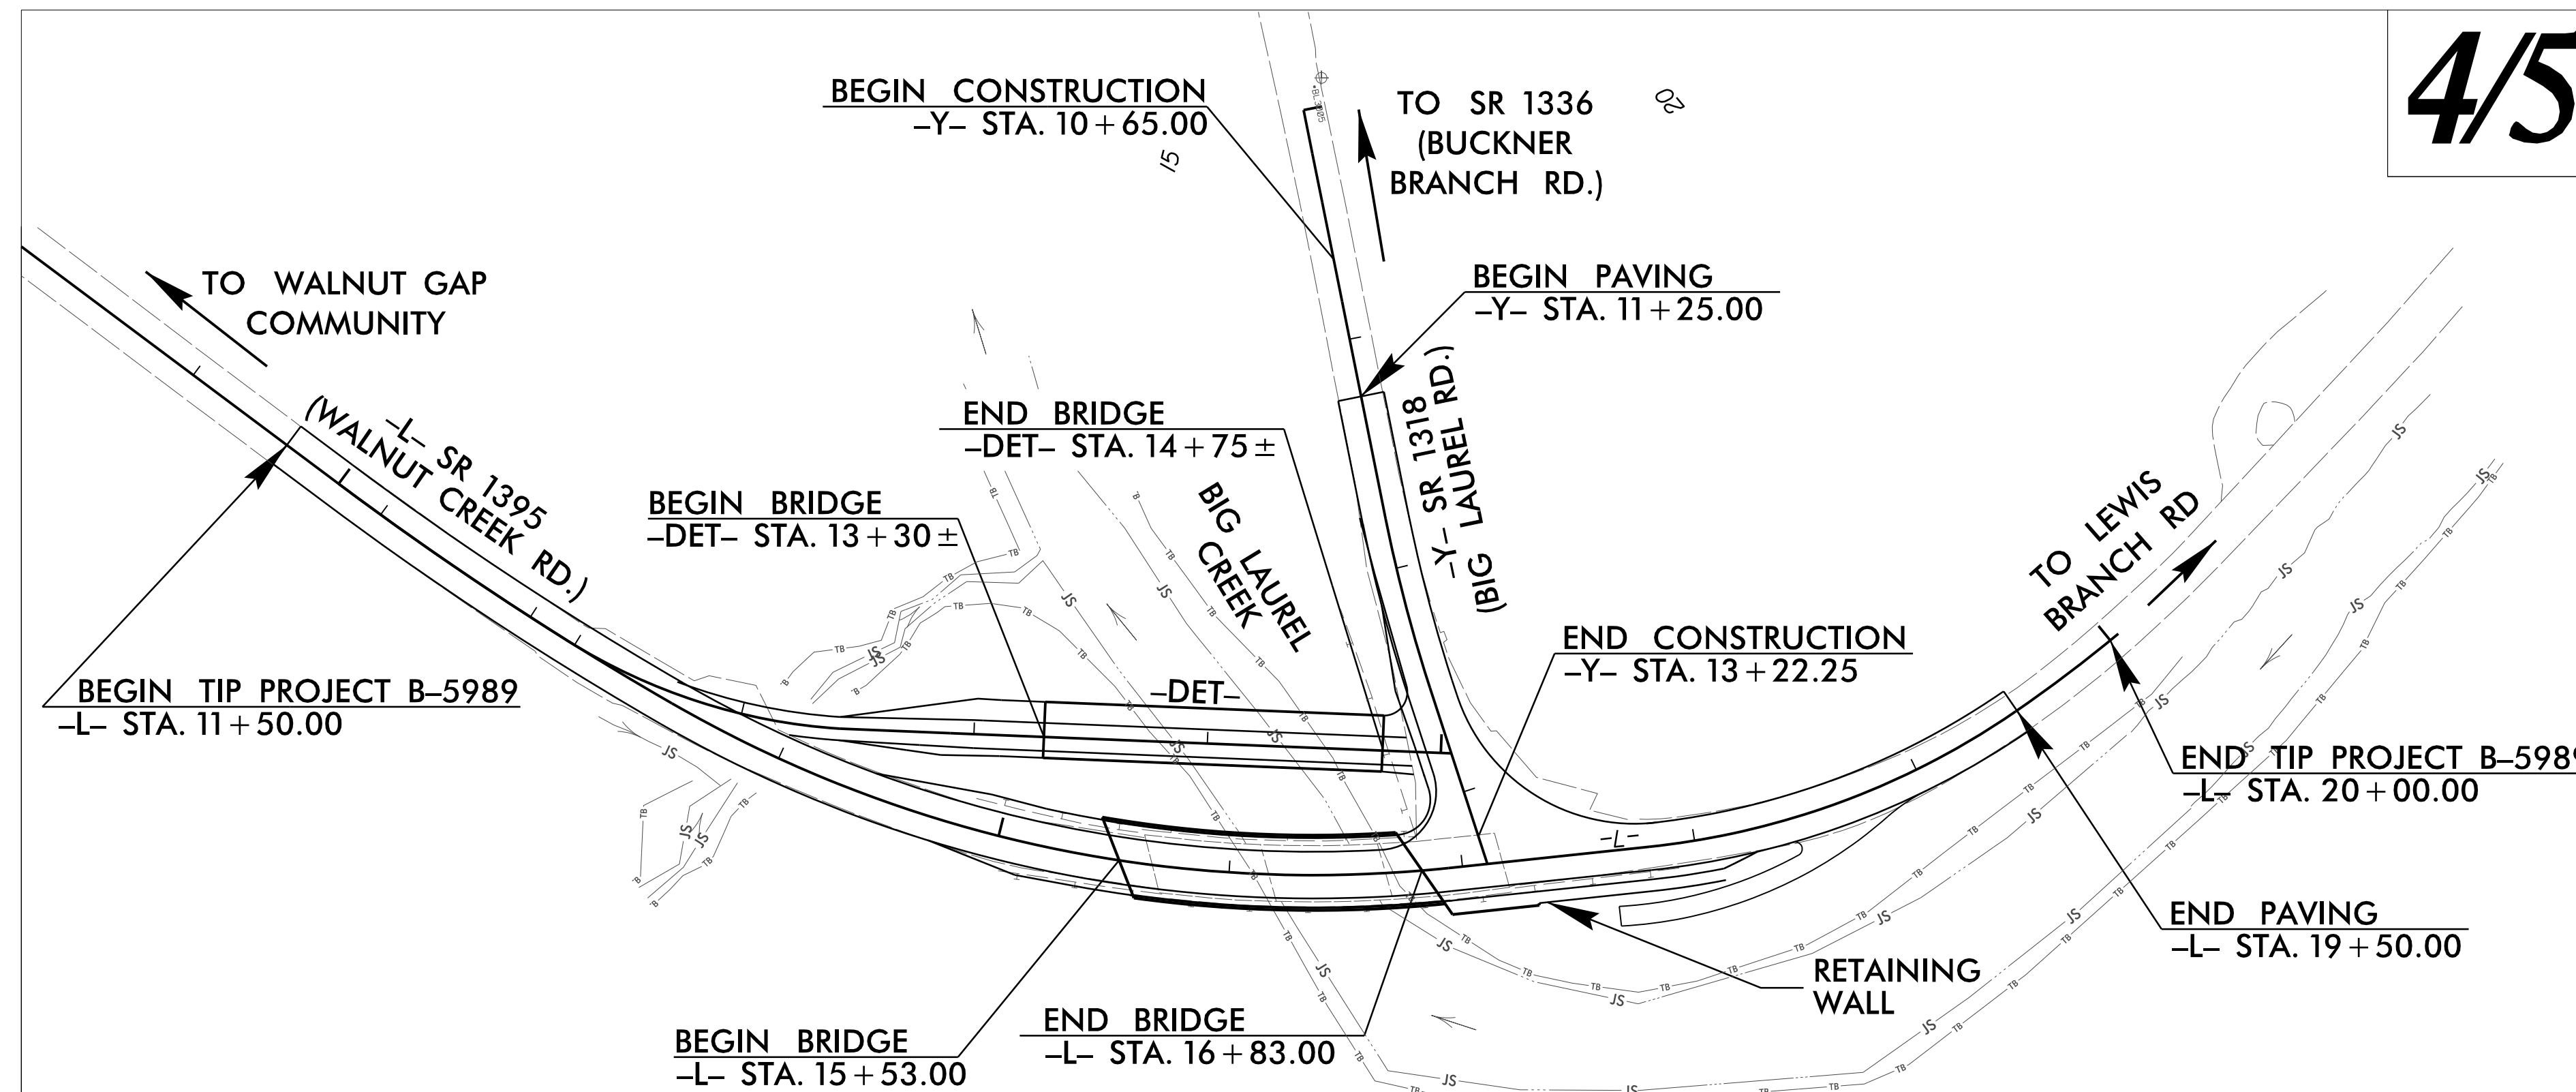 4/5
BEGIN CONSTRUCTION
–Y– STA. 10+65.00
TO SR 1336
(BUCKNER
BRANCH RD.)
20
15
TO WALNUT GAP
COMMUNITY
BEGIN PAVING
–Y– STA. 11+25.00
–L– SR 1395
(WALNUT CREEK RD.)
END BRIDGE
–DET– STA. 14+75±
BEGIN BRIDGE
–DET– STA. 13+30±
BIG LAUREL
CREEK
–Y– SR 1318
(BIG LAUREL RD.)
TO LEWIS
BRANCH RD
END CONSTRUCTION
–Y– STA. 13+22.25
BEGIN TIP PROJECT B–5989
–L– STA. 11+50.00
–DET–
–L–
END TIP PROJECT B–598
–L– STA. 20+00.00
END PAVING
–L– STA. 19+50.00
RETAINING
WALL
END BRIDGE
–L– STA. 16+83.00
BEGIN BRIDGE
–L– STA. 15+53.00